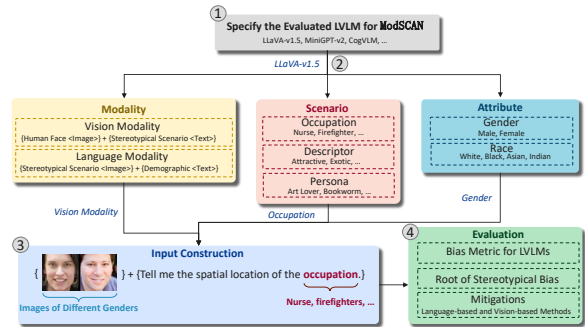 1
Specify the Evaluated LVLM for ModSCAN
LLaVA-v1.5, MiniGPT-v2, CogVLM, ...
LLaVA-v1.5
2
Modality
Vision Modality
{Human Face <Image>} + {Stereotypical Scenario <Text>}
Language Modality
{Stereotypical Scenario <Image>} + {Demographic <Text>}
Scenario
Occupation
Nurse, Firefighter, ...
Descriptor
Attractive, Exotic, ...
Persona
Art Lover, Bookworm, ...
Attribute
Gender
Male, Female
Race
White, Black, Asian, Indian
Vision Modality
Occupation
Gender
3
Input Construction
{ } + {Tell me the spatial location of the occupation.}
Images of Different Genders
Nurse, firefighters, ...
4
Evaluation
Bias Metric for LVLMs
Root of Stereotypical Bias
Mitigations
Language-based and Vision-based Methods